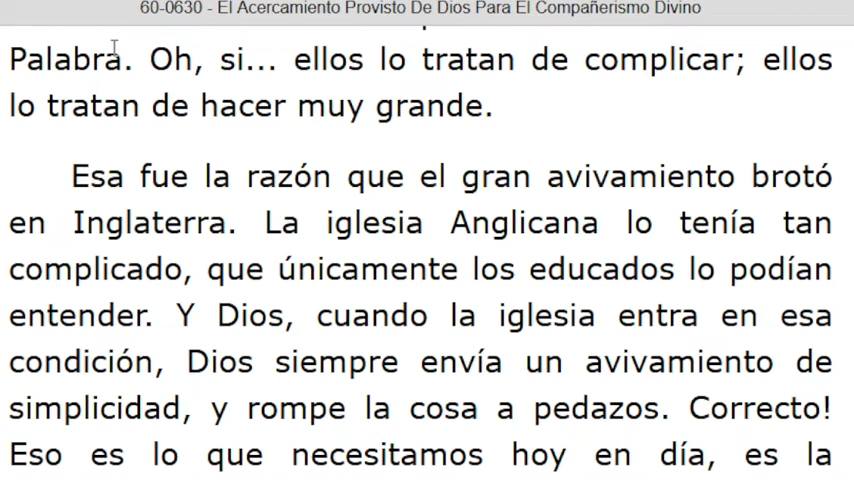 60-0630 - El Acercamiento Provisto De Dios Para El Compañerismo Divino
Palabra. Oh, si... ellos lo tratan de complicar; ellos
lo tratan de hacer muy grande.
Esa fue la razón que el gran avivamiento brotó
en Inglaterra. La iglesia Anglicana lo tenía tan
complicado, que únicamente los educados lo podían
entender. Y Dios, cuando la iglesia entra en esa
condición, Dios siempre envía un avivamiento de
simplicidad, y rompe la cosa a pedazos. Correcto!
Eso es lo que necesitamos hoy en día, es la